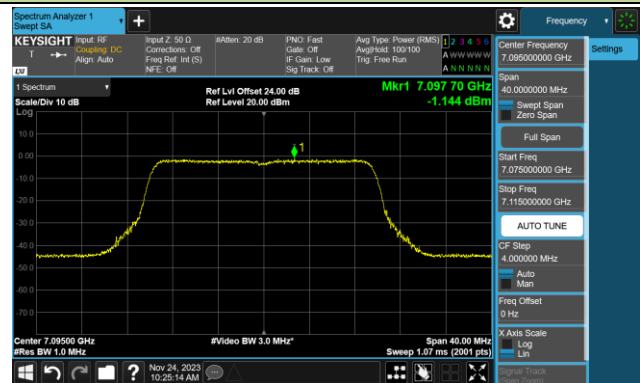 Spectrum Analyzer 1
Swept SA
Frequency
KEYSIGHT
Input: RF
Coupling: DC
Align: Auto
Input Z: 50 Ω
Corrections: Off
Freq Ref: Int (S)
NFE: Off
#Atten: 20 dB
PNO: Fast
Gate: Off
IF Gain: Low
Sig Track: Off
Avg Type: Power (RMS)
Avg|Hold: 100/100
Trig: Free Run
1 2 3 4 5 6
A W W W W W
A N N N N N
LXI
1 Spectrum
Scale/Div 10 dB
Ref Lvl Offset 24.00 dB
Ref Level 20.00 dBm
Mkr1 7.097 70 GHz
-1.144 dBm
Log
10.0
0.00
-10.0
-20.0
-30.0
-40.0
-50.0
-60.0
-70.0
1
Center 7.09500 GHz
#Res BW 1.0 MHz
#Video BW 3.0 MHz*
Span 40.00 MHz
Sweep 1.07 ms (2001 pts)
Nov 24, 2023
10:25:14 AM
Center Frequency
7.095000000 GHz
Span
40.0000000 MHz
Swept Span
Zero Span
Full Span
Start Freq
7.075000000 GHz
Stop Freq
7.115000000 GHz
AUTO TUNE
CF Step
4.000000 MHz
Auto
Man
Freq Offset
0 Hz
X Axis Scale
Log
Lin
Signal Track
(Span Zoom)
Settings